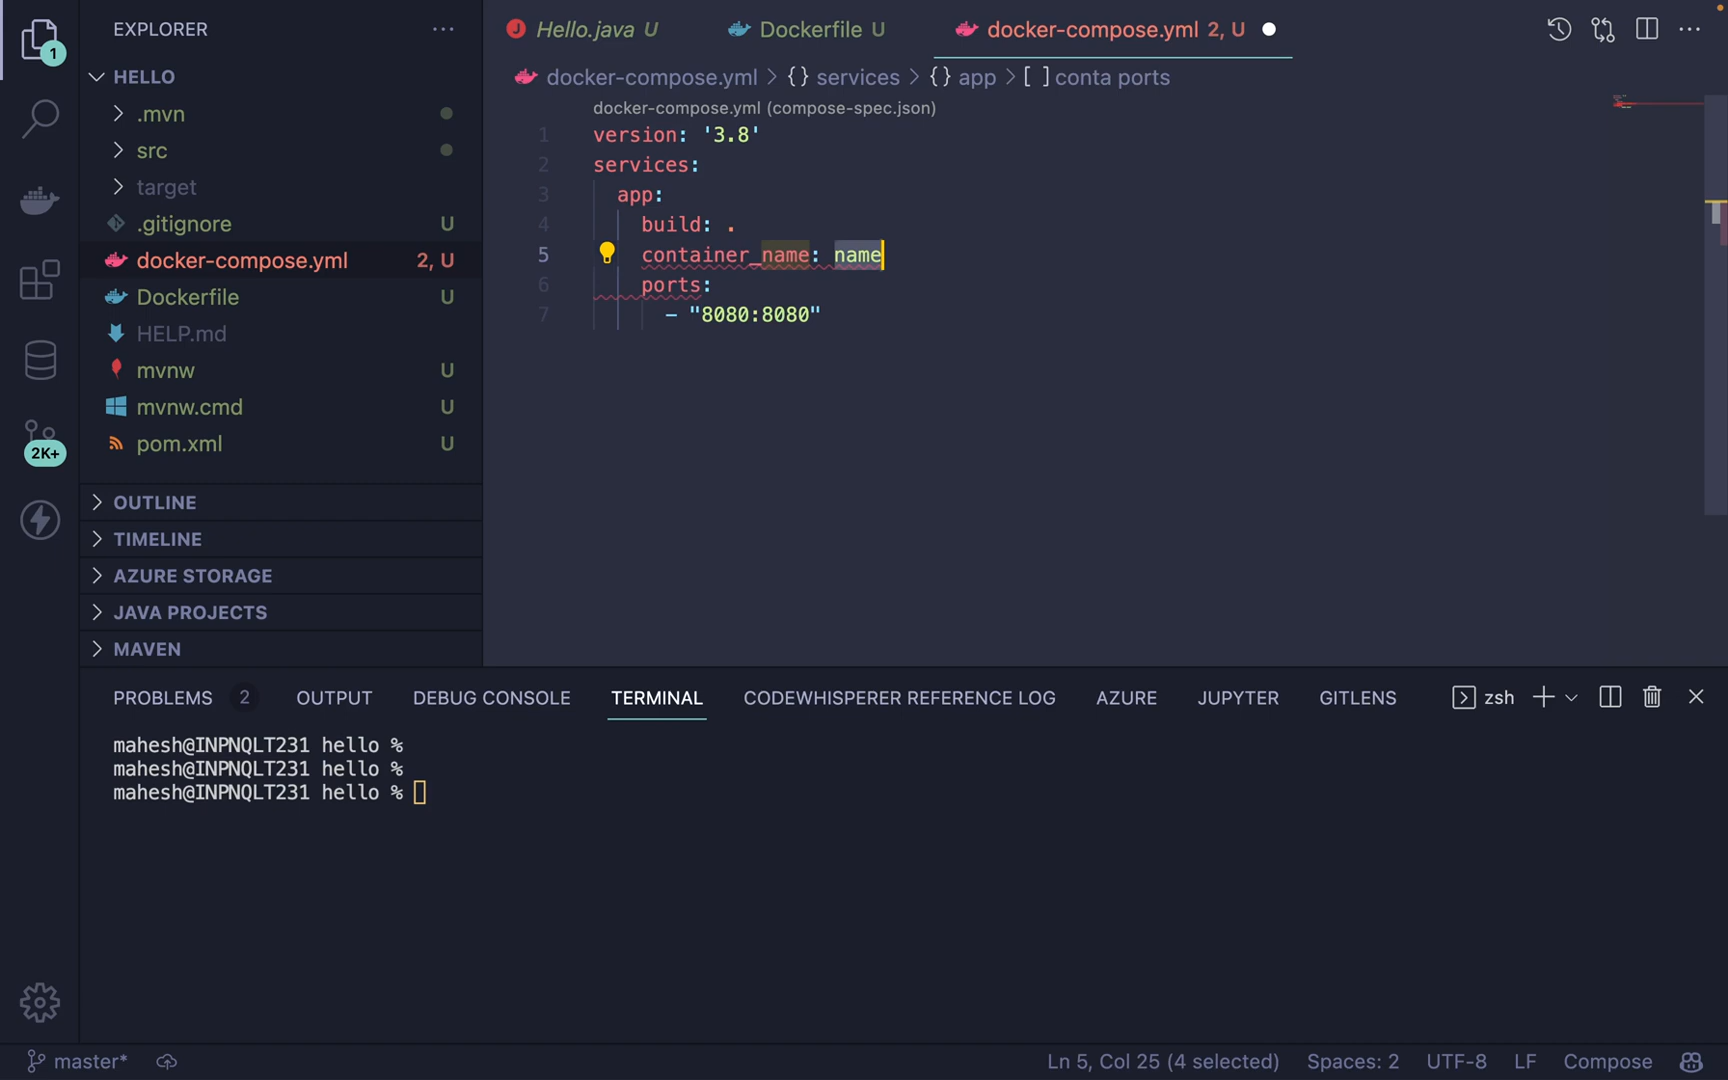 1
EXPLORER
HELLO
.mvn
src
target
.gitignore U
docker-compose.yml 2, U
Dockerfile U
HELP.md
mvnw U
mvnw.cmd U
pom.xml U
2K+
OUTLINE
TIMELINE
AZURE STORAGE
JAVA PROJECTS
MAVEN
J Hello.java U
Dockerfile U
docker-compose.yml 2, U
docker-compose.yml > {} services > {} app > [ ] conta ports
docker-compose.yml (compose-spec.json)
1 version: '3.8'
2 services:
3 app:
4 build: .
5 container_name: name
6 ports:
7 - "8080:8080"
PROBLEMS 2 OUTPUT DEBUG CONSOLE TERMINAL CODEWHISPERER REFERENCE LOG AZURE JUPYTER GITLENS zsh
mahesh@INPNQLT231 hello %
mahesh@INPNQLT231 hello %
mahesh@INPNQLT231 hello %
master* Ln 5, Col 25 (4 selected) Spaces: 2 UTF-8 LF Compose